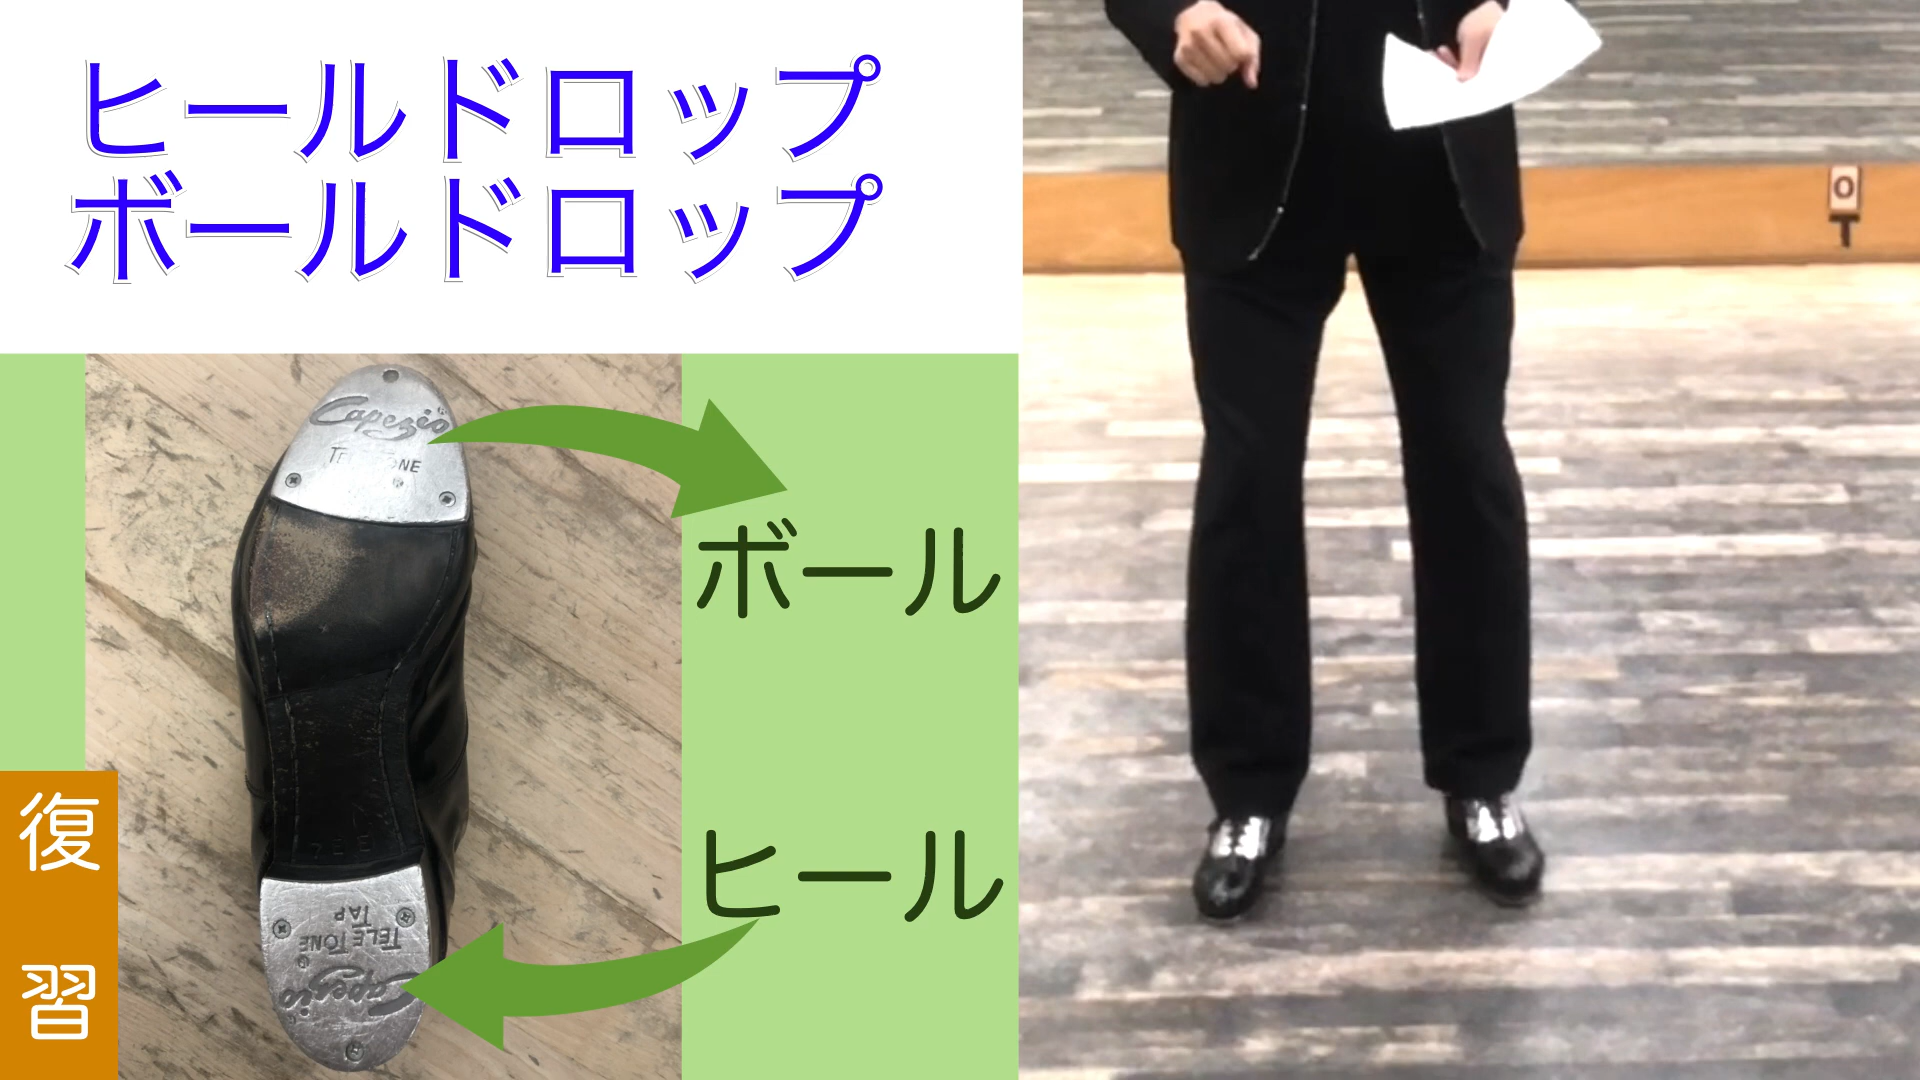 ヒールドロップ
ボールドロップ
Capezio
ボール
ヒール
TELE TONE
TAP
Capezio
復
習